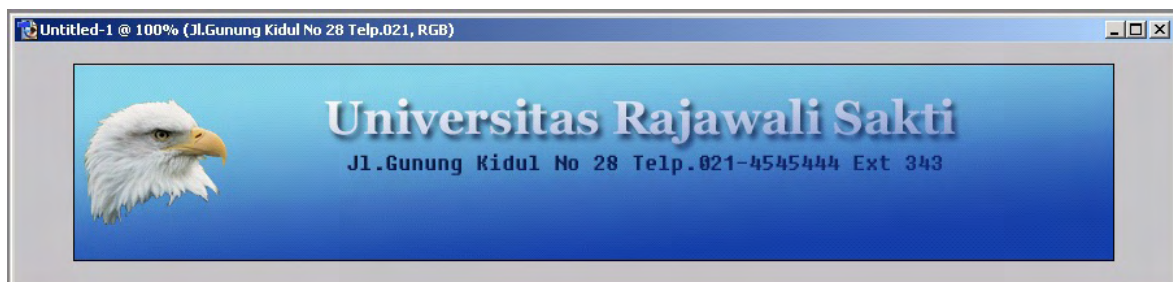 Untitled-1 @ 100% (Jl.Gunung Kidul No 28 Telp.021, RGB)
Universitas Rajawali Sakti
Jl.Gunung Kidul No 28 Telp.021-4545444 Ext 343